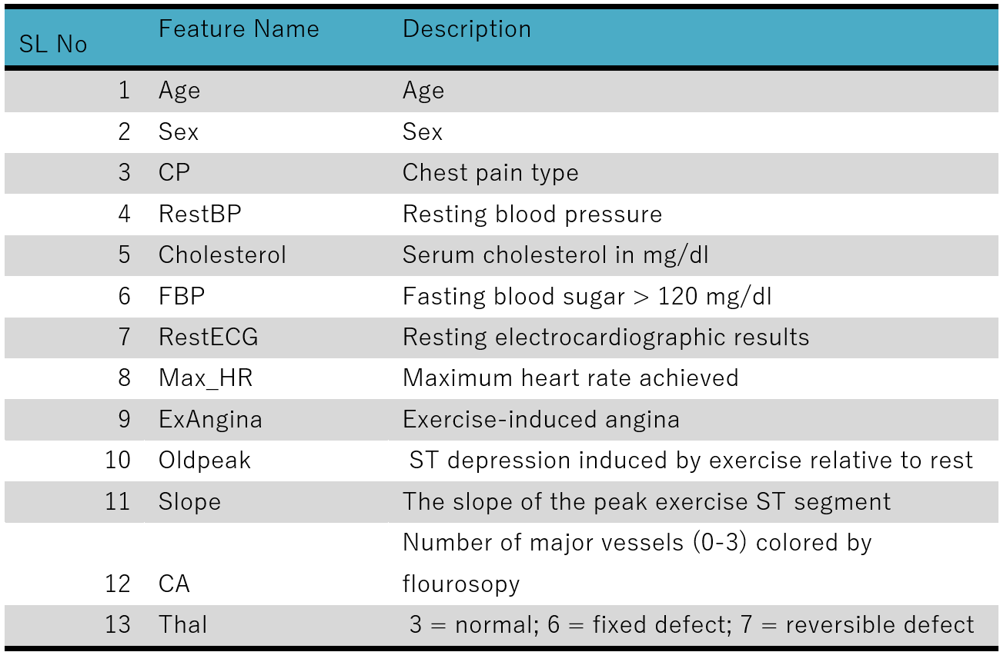 SL No Feature Name Description
1 Age Age
2 Sex Sex
3 CP Chest pain type
4 RestBP Resting blood pressure
5 Cholesterol Serum cholesterol in mg/dl
6 FBP Fasting blood sugar > 120 mg/dl
7 RestECG Resting electrocardiographic results
8 Max_HR Maximum heart rate achieved
9 ExAngina Exercise-induced angina
10 Oldpeak ST depression induced by exercise relative to rest
11 Slope The slope of the peak exercise ST segment
Number of major vessels (0-3) colored by
12 CA flourosopy
13 Thal 3 = normal; 6 = fixed defect; 7 = reversible defect